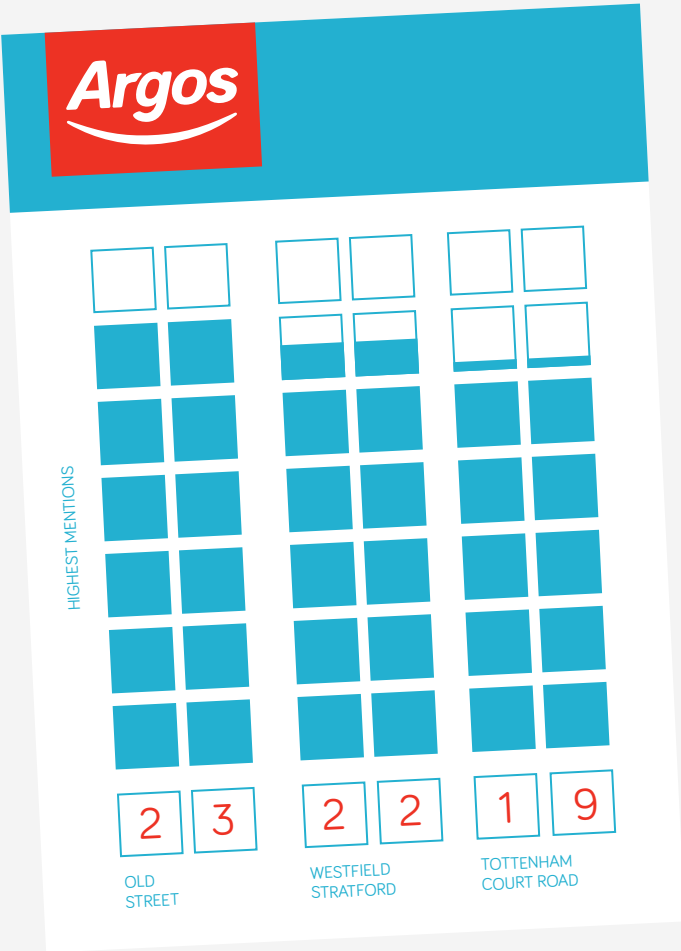 Argos
HIGHEST MENTIONS
2 3 2 2 1 9
OLD
STREET
WESTFIELD
STRATFORD
TOTTENHAM
COURT ROAD